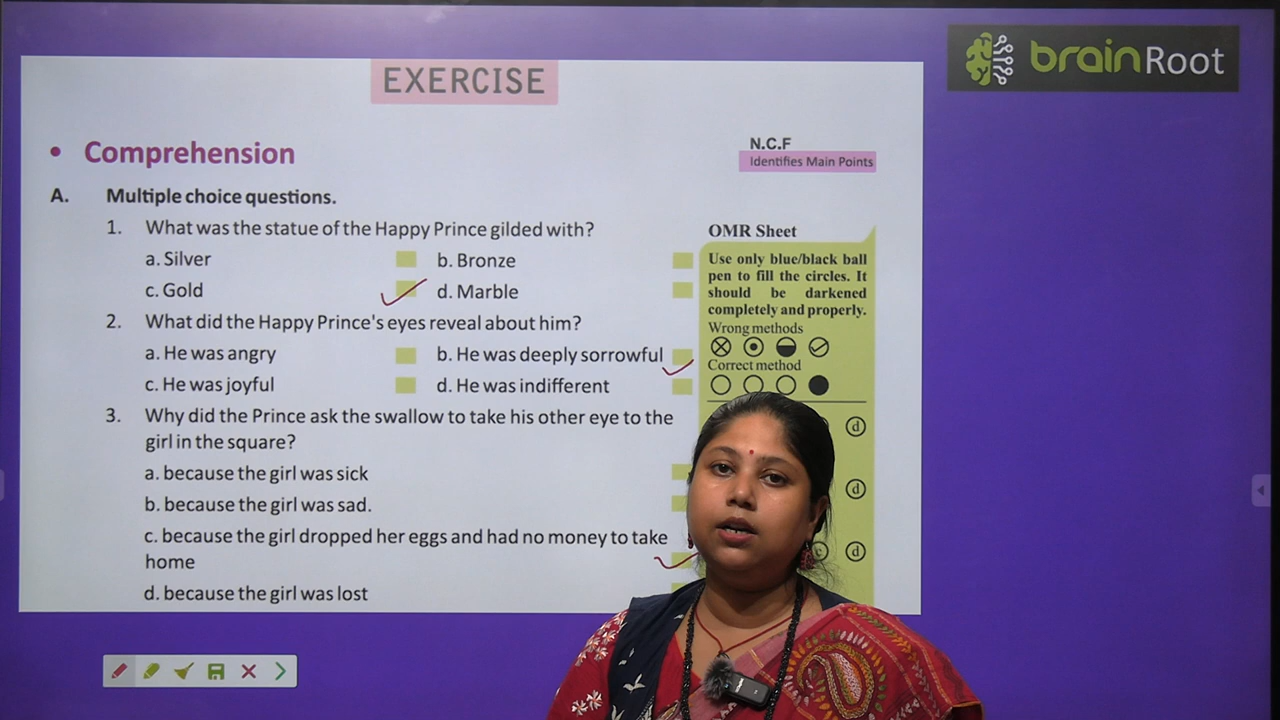 brainRoot
EXERCISE
• Comprehension
N.C.F
Identifies Main Points
A. Multiple choice questions.
1. What was the statue of the Happy Prince gilded with?
a. Silver b. Bronze
c. Gold d. Marble
2. What did the Happy Prince's eyes reveal about him?
a. He was angry b. He was deeply sorrowful
c. He was joyful d. He was indifferent
3. Why did the Prince ask the swallow to take his other eye to the
girl in the square?
a. because the girl was sick
b. because the girl was sad.
c. because the girl dropped her eggs and had no money to take
home
d. because the girl was lost
OMR Sheet
Use only blue/black ball
pen to fill the circles. It
should be darkened
completely and properly.
Wrong methods
Correct method
d
d
c d